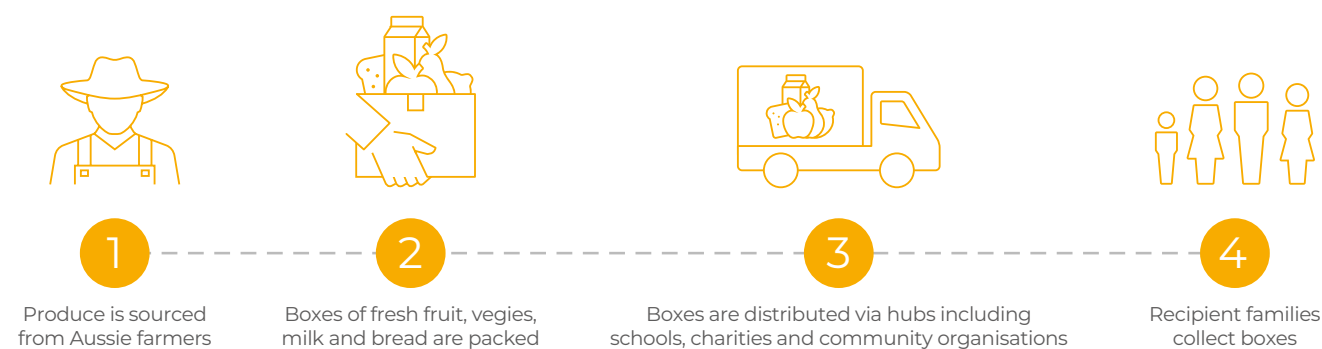 1
2
3
4
Produce is sourced
from Aussie farmers
Boxes of fresh fruit, vegies,
milk and bread are packed
Boxes are distributed via hubs including
schools, charities and community organisations
Recipient families
collect boxes